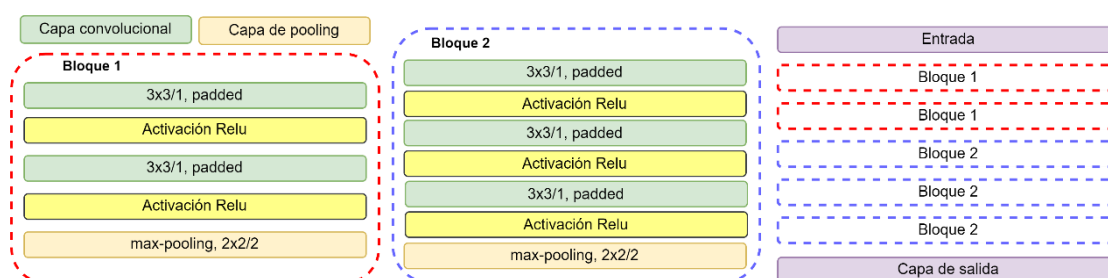 Capa convolucional
Capa de pooling
Bloque 1
3x3/1, padded
Activación Relu
3x3/1, padded
Activación Relu
max-pooling, 2x2/2
Bloque 2
3x3/1, padded
Activación Relu
3x3/1, padded
Activación Relu
3x3/1, padded
Activación Relu
max-pooling, 2x2/2
Entrada
Bloque 1
Bloque 1
Bloque 2
Bloque 2
Bloque 2
Capa de salida